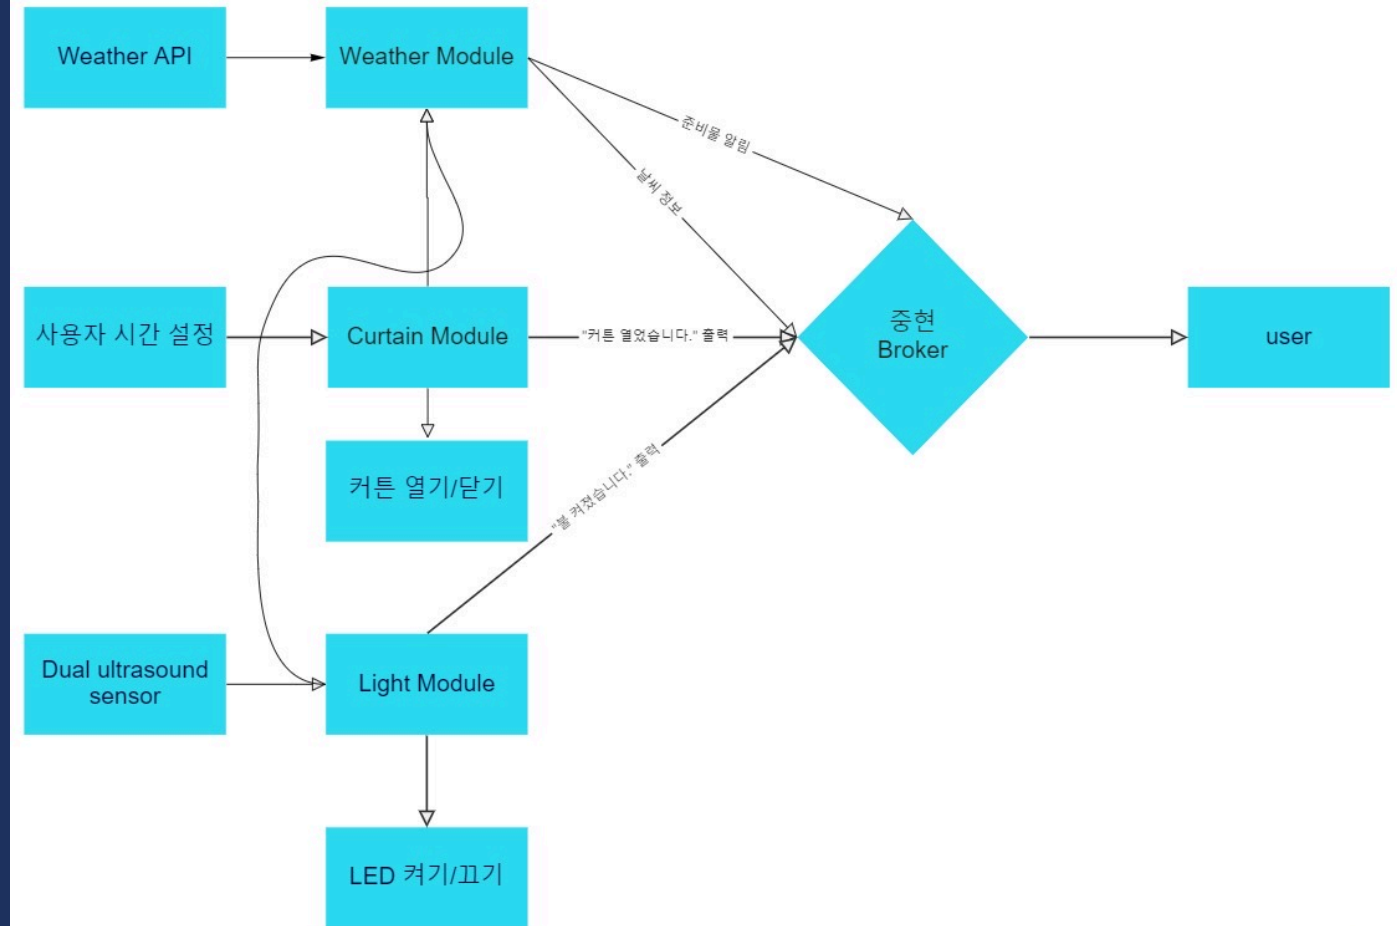 Weather API
Weather Module
준비물 알림
날씨 정보
사용자 시간 설정
Curtain Module
"커튼 열었습니다." 출력
중현
Broker
user
커튼 열기/닫기
"불 켜졌습니다." 출력
Dual ultrasound
sensor
Light Module
LED 켜기/끄기